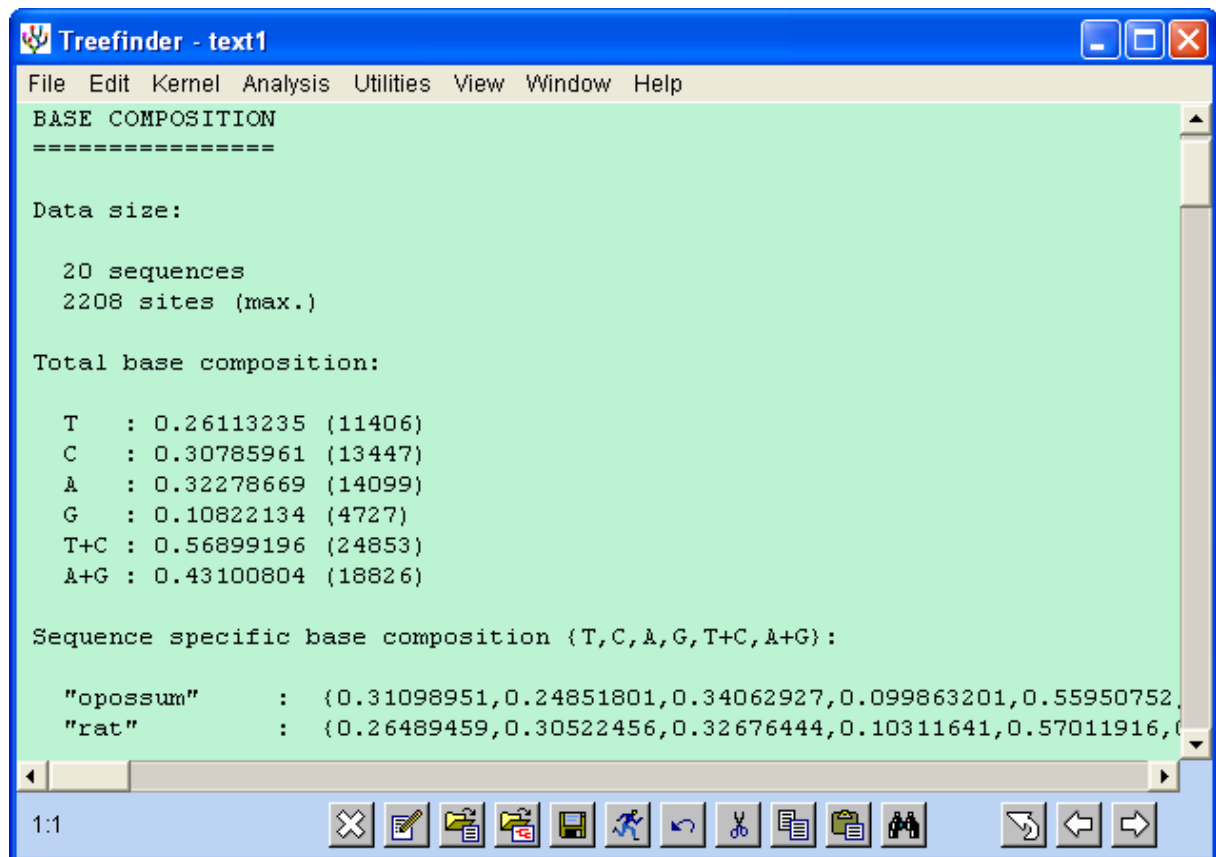 Treefinder - text1
File Edit Kernel Analysis Utilities View Window Help
BASE COMPOSITION
================
Data size:
20 sequences
2208 sites (max.)
Total base composition:
T : 0.26113235 (11406)
C : 0.30785961 (13447)
A : 0.32278669 (14099)
G : 0.10822134 (4727)
T+C : 0.56899196 (24853)
A+G : 0.43100804 (18826)
Sequence specific base composition {T,C,A,G,T+C,A+G}:
"opossum" : {0.31098951,0.24851801,0.34062927,0.099863201,0.55950752,
"rat" : {0.26489459,0.30522456,0.32676444,0.10311641,0.57011916,
1:1